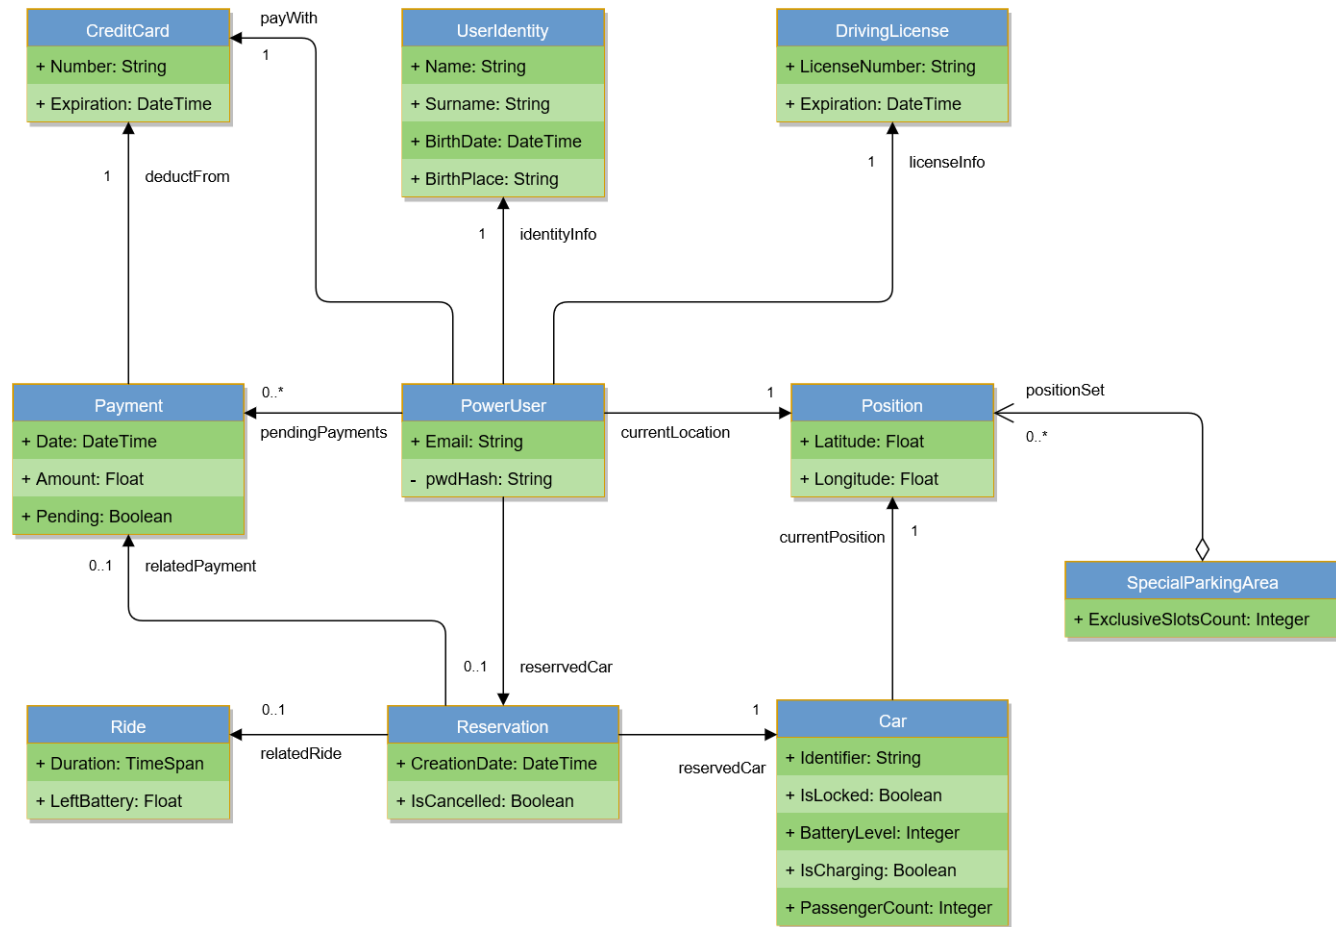 CreditCard
+ Number: String
+ Expiration: DateTime
payWith
1
UserIdentity
+ Name: String
+ Surname: String
+ BirthDate: DateTime
+ BirthPlace: String
DrivingLicense
+ LicenseNumber: String
+ Expiration: DateTime
1
deductFrom
1
identityInfo
1
licenseInfo
Payment
+ Date: DateTime
+ Amount: Float
+ Pending: Boolean
0..*
pendingPayments
PowerUser
+ Email: String
- pwdHash: String
1
currentLocation
Position
+ Latitude: Float
+ Longitude: Float
positionSet
0..*
0..1
relatedPayment
currentPosition
1
SpecialParkingArea
+ ExclusiveSlotsCount: Integer
0..1
reserrvedCar
Ride
+ Duration: TimeSpan
+ LeftBattery: Float
0..1
relatedRide
Reservation
+ CreationDate: DateTime
+ IsCancelled: Boolean
1
reservedCar
Car
+ Identifier: String
+ IsLocked: Boolean
+ BatteryLevel: Integer
+ IsCharging: Boolean
+ PassengerCount: Integer